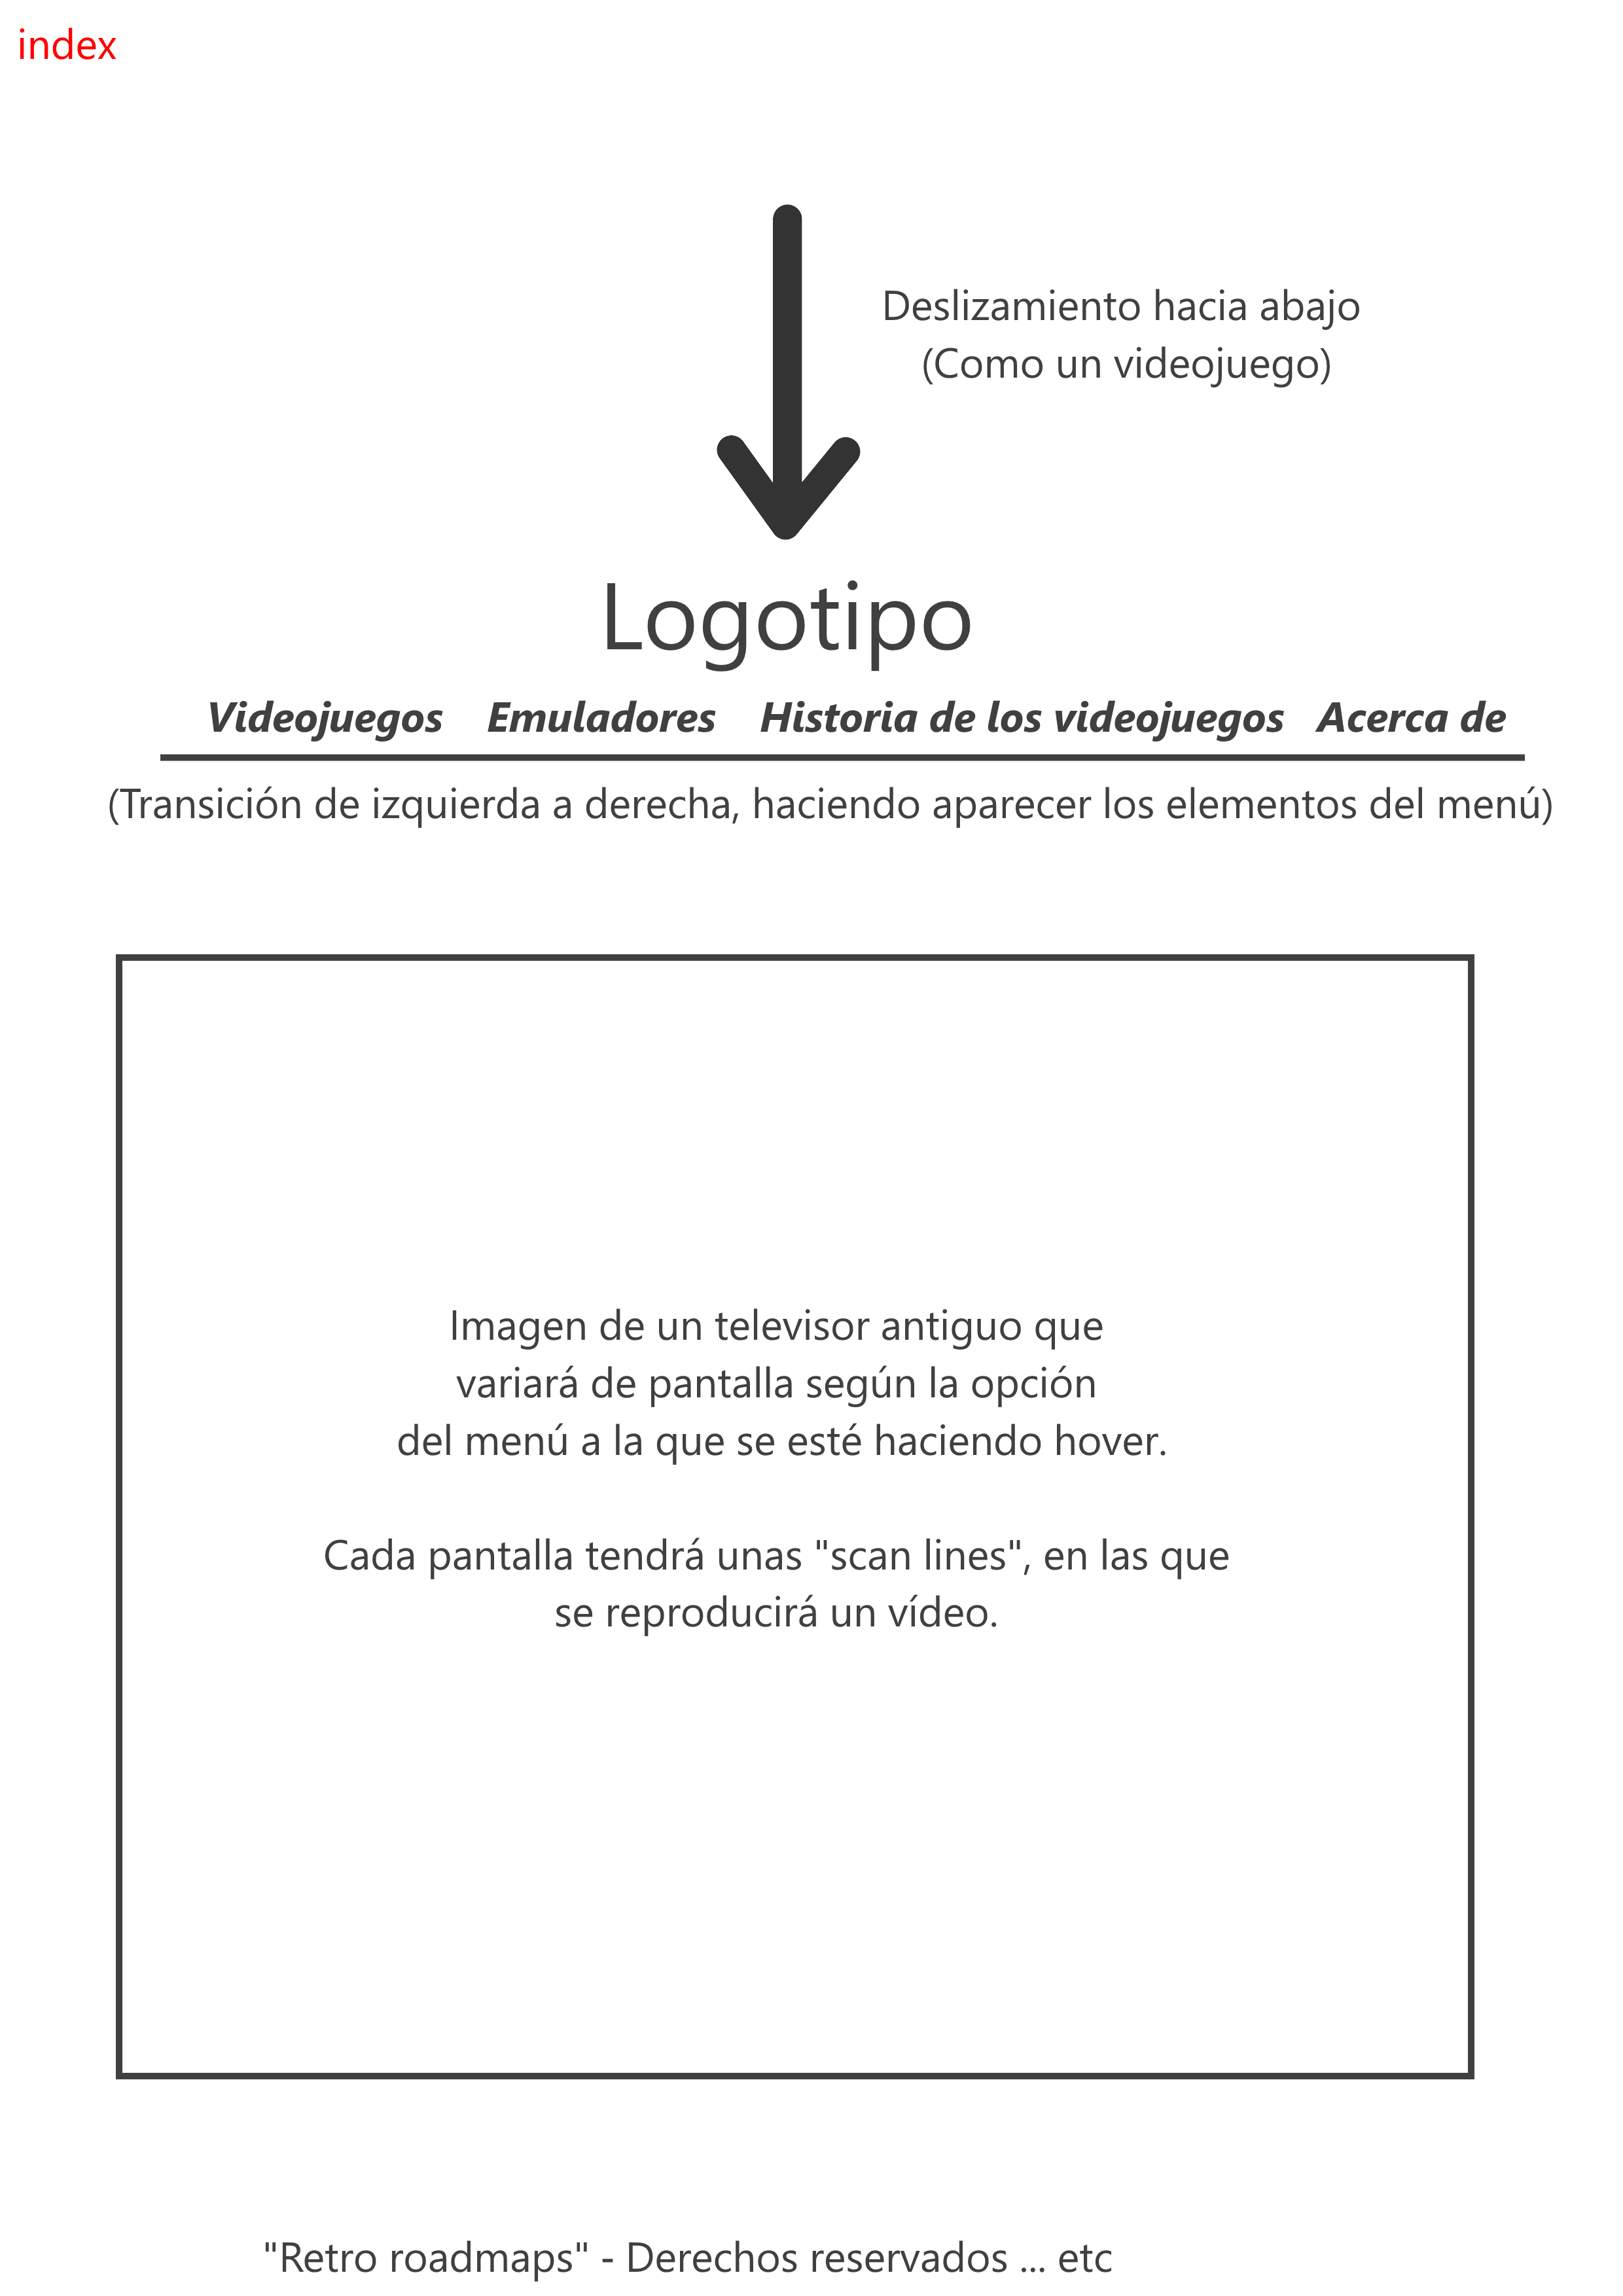 index
Deslizamiento hacia abajo
(Como un videojuego)
Logotipo
Videojuegos Emuladores Historia de los videojuegos Acerca de
(Transición de izquierda a derecha, haciendo aparecer los elementos del menú)
Imagen de un televisor antiguo que
variará de pantalla según la opción
del menú a la que se esté haciendo hover.
Cada pantalla tendrá unas "scan lines", en las que
se reproducirá un vídeo.
"Retro roadmaps" - Derechos reservados ... etc